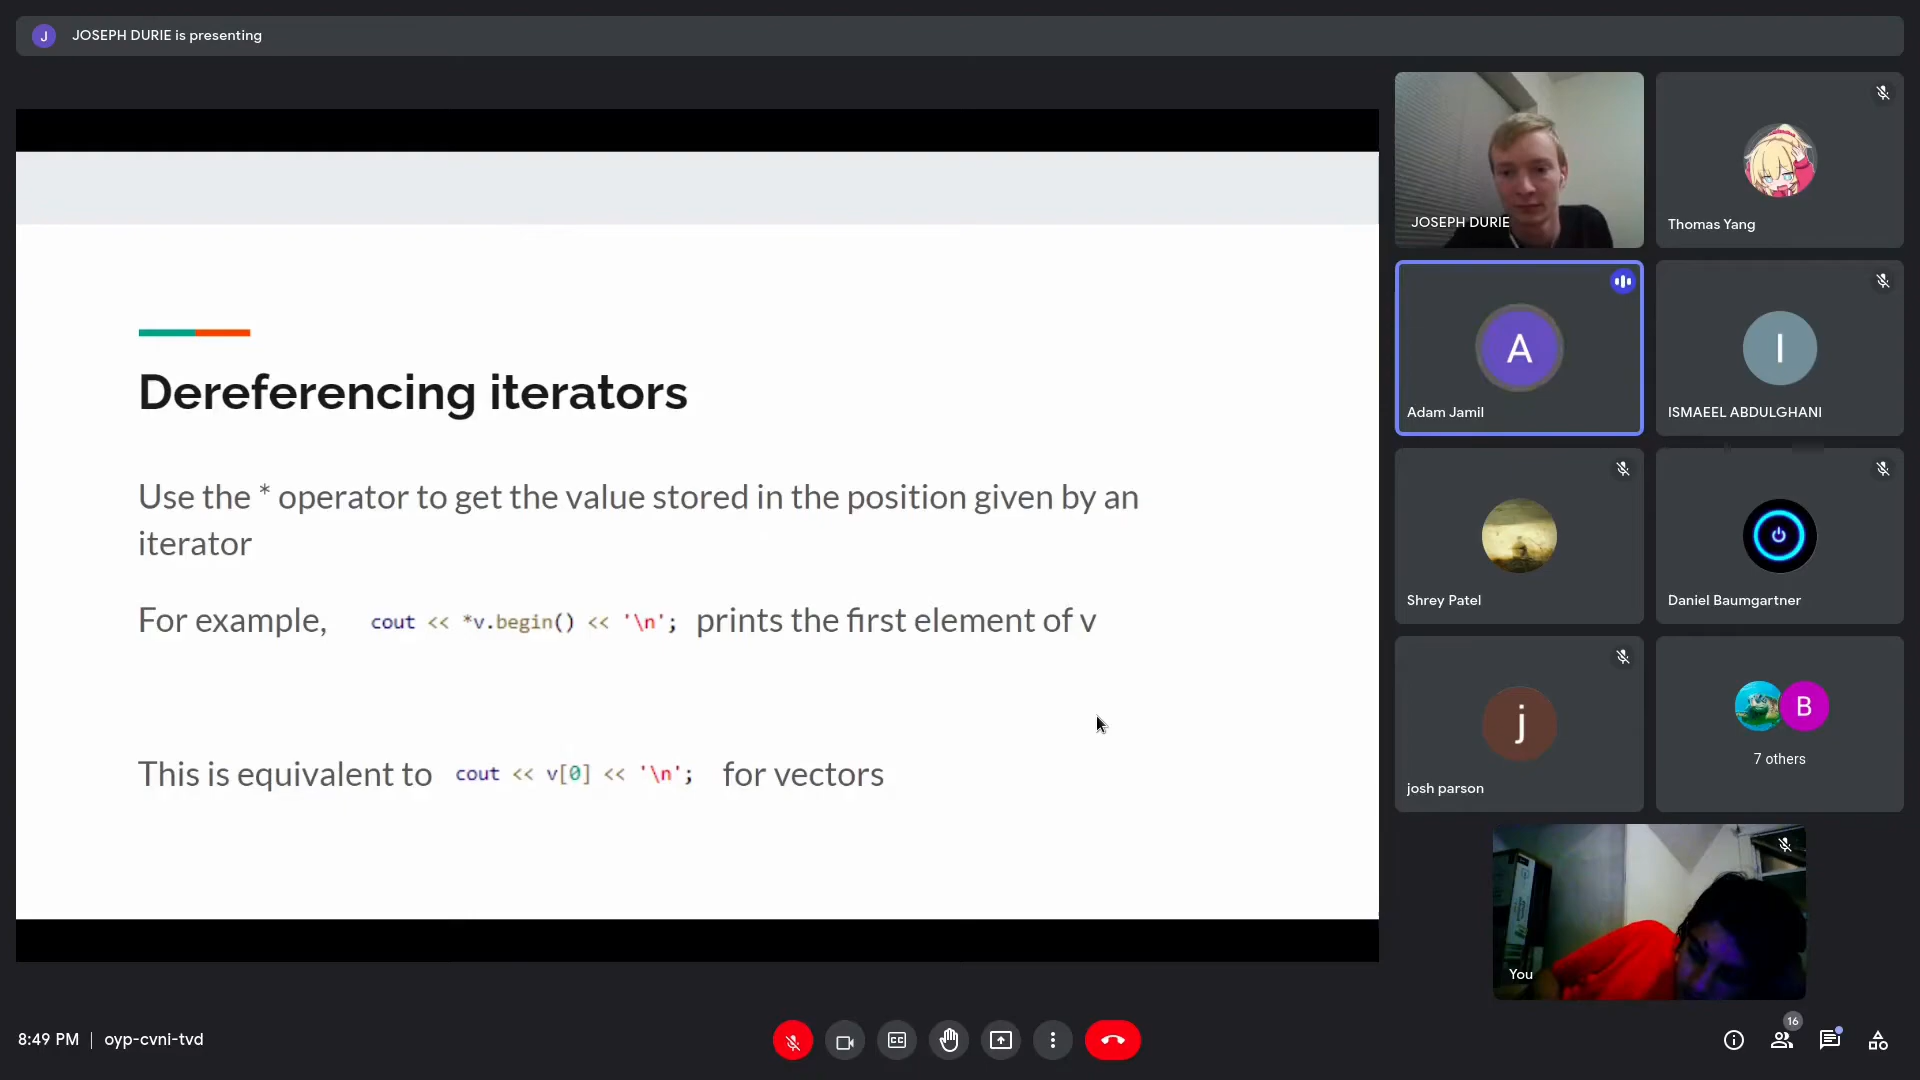 J JOSEPH DURIE is presenting
Dereferencing iterators
Use the * operator to get the value stored in the position given by an
iterator
For example, cout << *v.begin() << '\n'; prints the first element of v
This is equivalent to cout << v[0] << '\n'; for vectors
JOSEPH DURIE
Thomas Yang
A
Adam Jamil
I
ISMAEEL ABDULGHANI
Shrey Patel
Daniel Baumgartner
j
josh parson
B
7 others
You
8:49 PM | oyp-cvni-tvd
CC
16